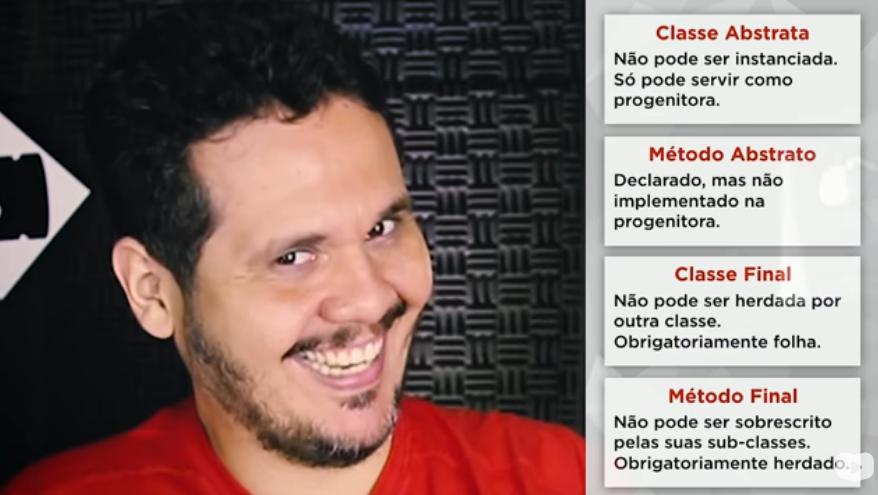 Classe Abstrata
Não pode ser instanciada.
Só pode servir como
progenitora.
Método Abstrato
Declarado, mas não
implementado na
progenitora.
Classe Final
Não pode ser herdada por
outra classe.
Obrigatoriamente folha.
Método Final
Não pode ser sobrescrito
pelas suas sub-classes.
Obrigatoriamente herdado.